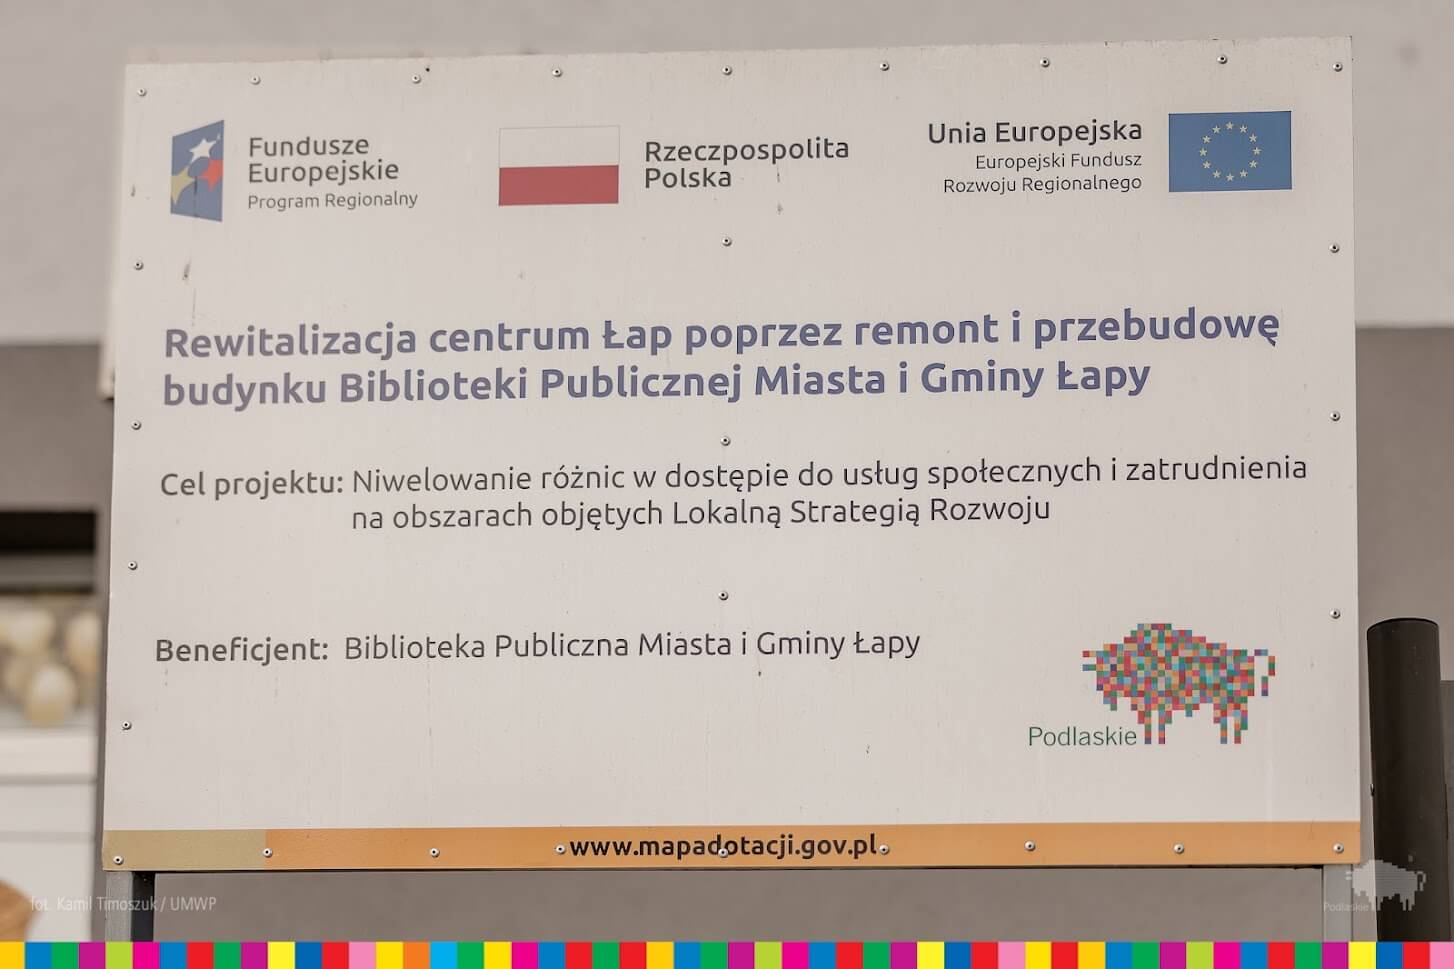 Fundusze
Europejskie
Program Regionalny
Rzeczpospolita
Polska
Unia Europejska
Europejski Fundusz
Rozwoju Regionalnego
Rewitalizacja centrum Łap poprzez remont i przebudowę
budynku Biblioteki Publicznej Miasta i Gminy Łapy
Cel projektu: Niwelowanie różnic w dostępie do usług społecznych i zatrudnienia
na obszarach objętych Lokalną Strategią Rozwoju
Beneficjent: Biblioteka Publiczna Miasta i Gminy Łapy
Podlaskie
www.mapadotacji.gov.pl
fot. Kamil Timoszuk / UMWP
Podlaskie